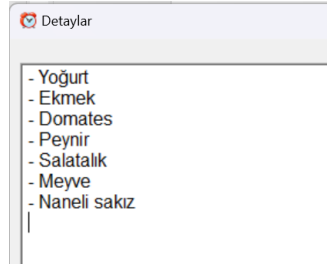 Detaylar
- Yoğurt
- Ekmek
- Domates
- Peynir
- Salatalık
- Meyve
- Naneli sakız